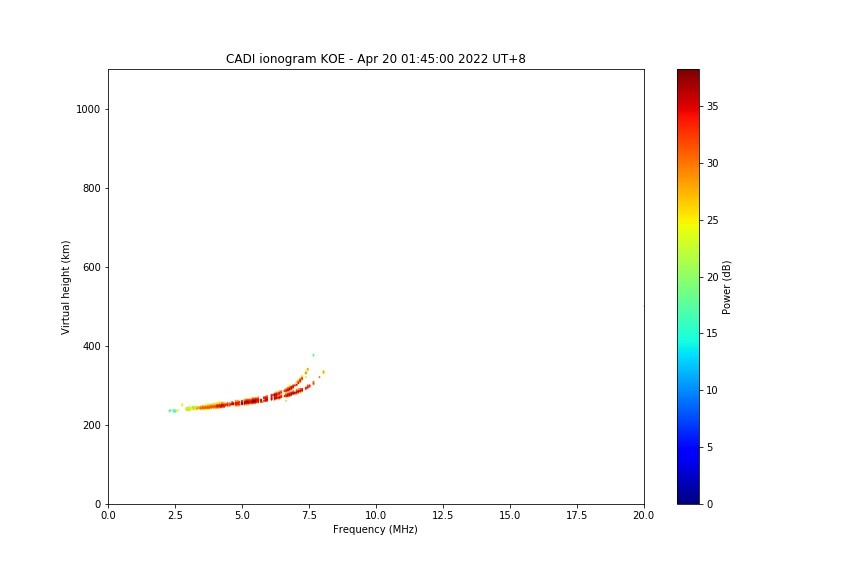 CADI ionogram KOE - Apr 20 01:45:00 2022 UT+8
1000
800
600
400
200
0
Virtual height (km)
0.0 2.5 5.0 7.5 10.0 12.5 15.0 17.5 20.0
Frequency (MHz)
35
30
25
20
15
10
5
0
Power (dB)